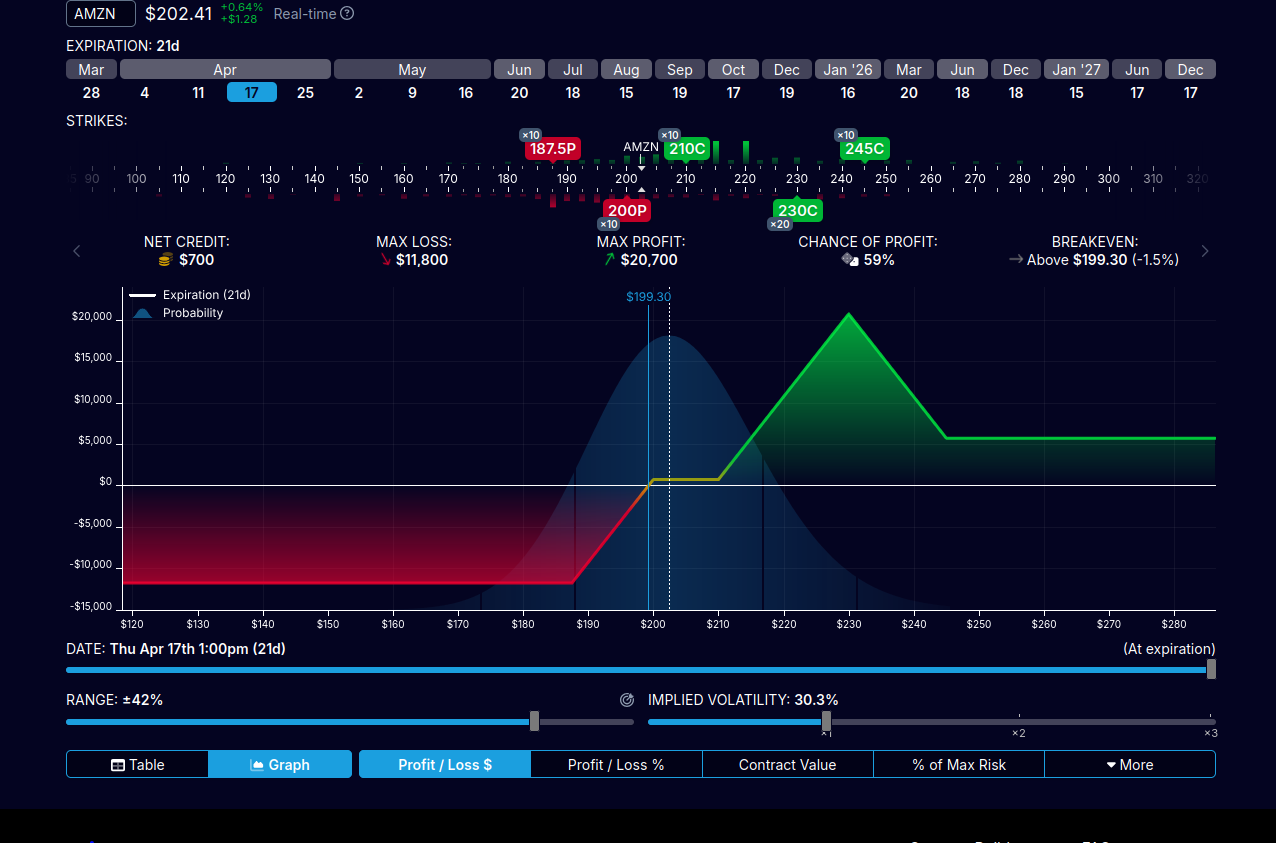 AMZN $202.41 +0.64% +$1.28 Real-time ?
EXPIRATION: 21d
Mar Apr May Jun Jul Aug Sep Oct Dec Jan '26 Mar Jun Dec Jan '27 Jun Dec
28 4 11 17 25 2 9 16 20 18 15 19 17 19 16 20 18 18 15 17 17
STRIKES:
×10 ×10 ×10
187.5P AMZN 210C 245C
90 100 110 120 130 140 150 160 170 180 190 200 210 220 230 240 250 260 270 280 290 300 310 320
200P 230C
×10 ×20
NET CREDIT: MAX LOSS: MAX PROFIT: CHANCE OF PROFIT: BREAKEVEN:
$700 $11,800 $20,700 59% Above $199.30 (-1.5%)
Expiration (21d)
Probability
$199.30
$20,000
$15,000
$10,000
$5,000
$0
-$5,000
-$10,000
-$15,000
$120 $130 $140 $150 $160 $170 $180 $190 $200 $210 $220 $230 $240 $250 $260 $270 $280
DATE: Thu Apr 17th 1:00pm (21d) (At expiration)
RANGE: ±42% IMPLIED VOLATILITY: 30.3%
×1 ×2 ×3
Table Graph Profit / Loss $ Profit / Loss % Contract Value % of Max Risk More